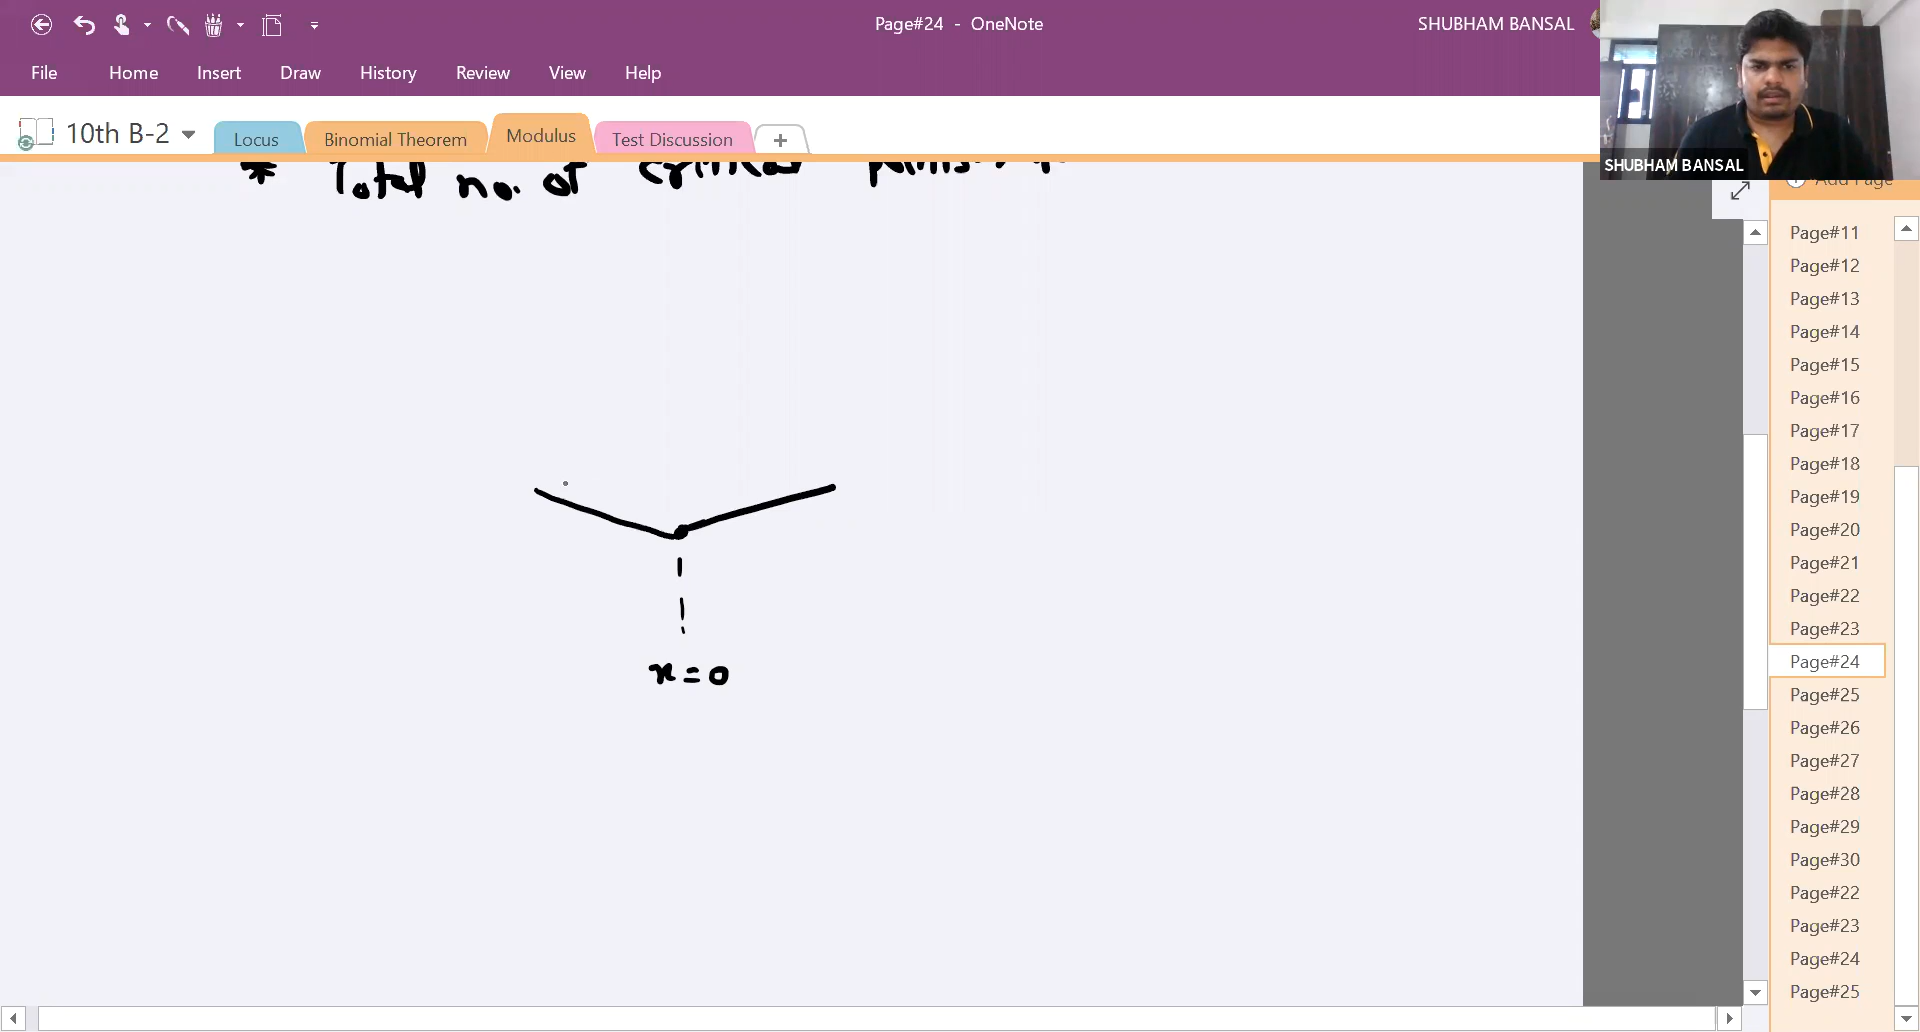 Page#24 - OneNote
SHUBHAM BANSAL
File Home Insert Draw History Review View Help
10th B-2
Locus Binomial Theorem Modulus Test Discussion +
SHUBHAM BANSAL
Add Page
* Total no. of critical
Page#11
Page#12
Page#13
Page#14
Page#15
Page#16
Page#17
Page#18
Page#19
Page#20
Page#21
Page#22
Page#23
Page#24
Page#25
Page#26
Page#27
Page#28
Page#29
Page#30
Page#22
Page#23
Page#24
Page#25
x=0